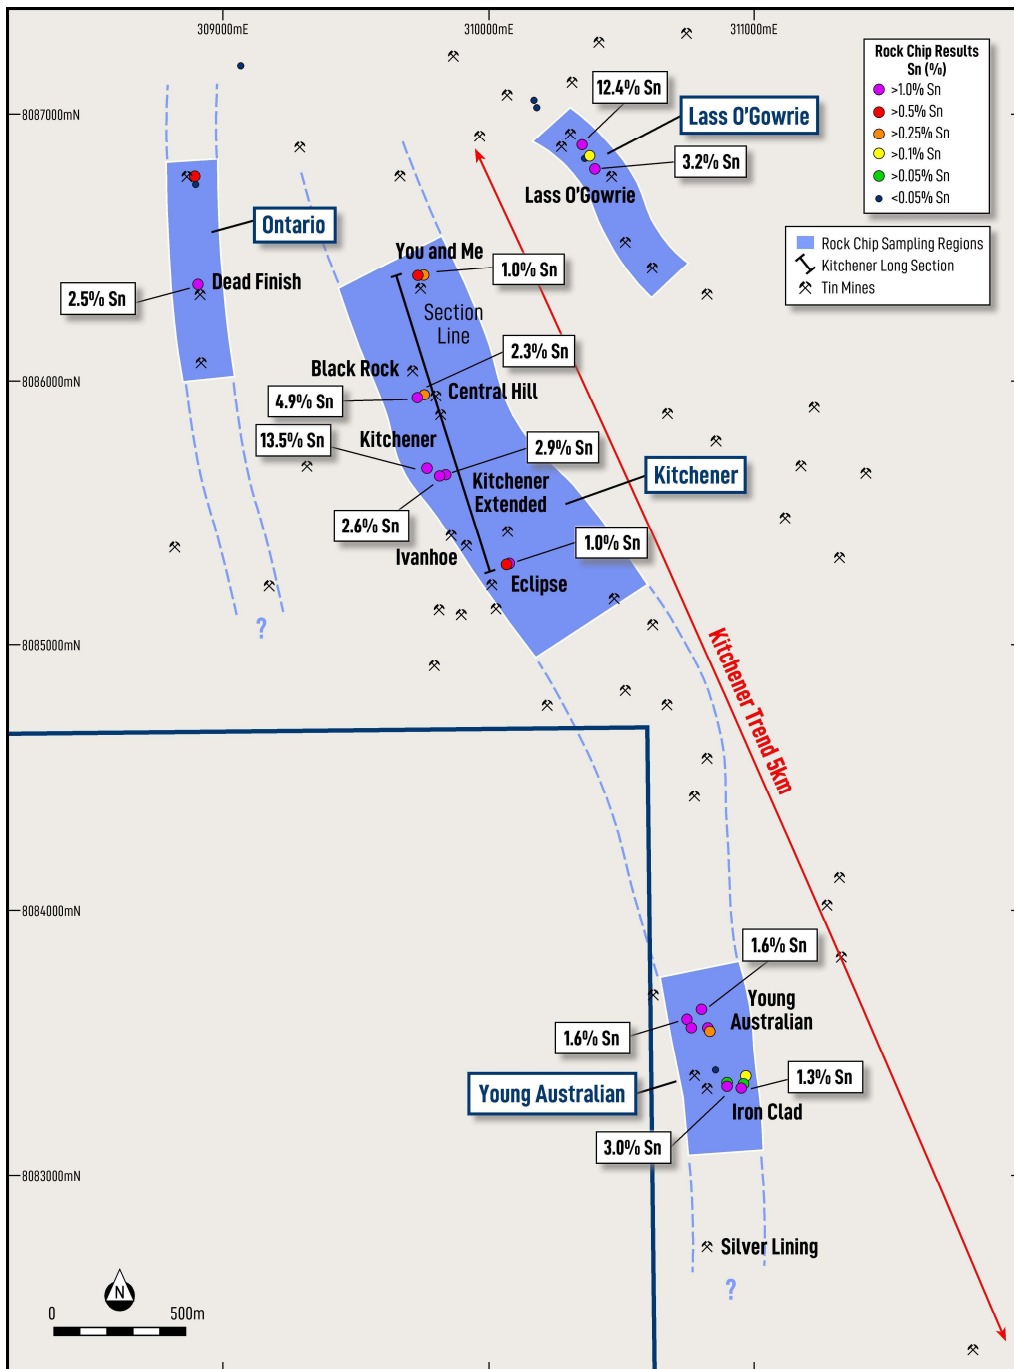 309000mE
310000mE
311000mE
8087000mN
8086000mN
8085000mN
8084000mN
8083000mN
Rock Chip Results
Sn (%)
>1.0% Sn
>0.5% Sn
>0.25% Sn
>0.1% Sn
>0.05% Sn
<0.05% Sn
Rock Chip Sampling Regions
Kitchener Long Section
Tin Mines
12.4% Sn
Lass O'Gowrie
3.2% Sn
Lass O'Gowrie
Ontario
Dead Finish
2.5% Sn
You and Me
1.0% Sn
Section
Line
2.3% Sn
Black Rock
Central Hill
4.9% Sn
13.5% Sn
Kitchener
2.9% Sn
Kitchener
Extended
Kitchener
2.6% Sn
Ivanhoe
1.0% Sn
Eclipse
?
Kitchener Trend 5km
1.6% Sn
Young
Australian
1.6% Sn
1.3% Sn
Young Australian
Iron Clad
3.0% Sn
Silver Lining
?
N
0
500m